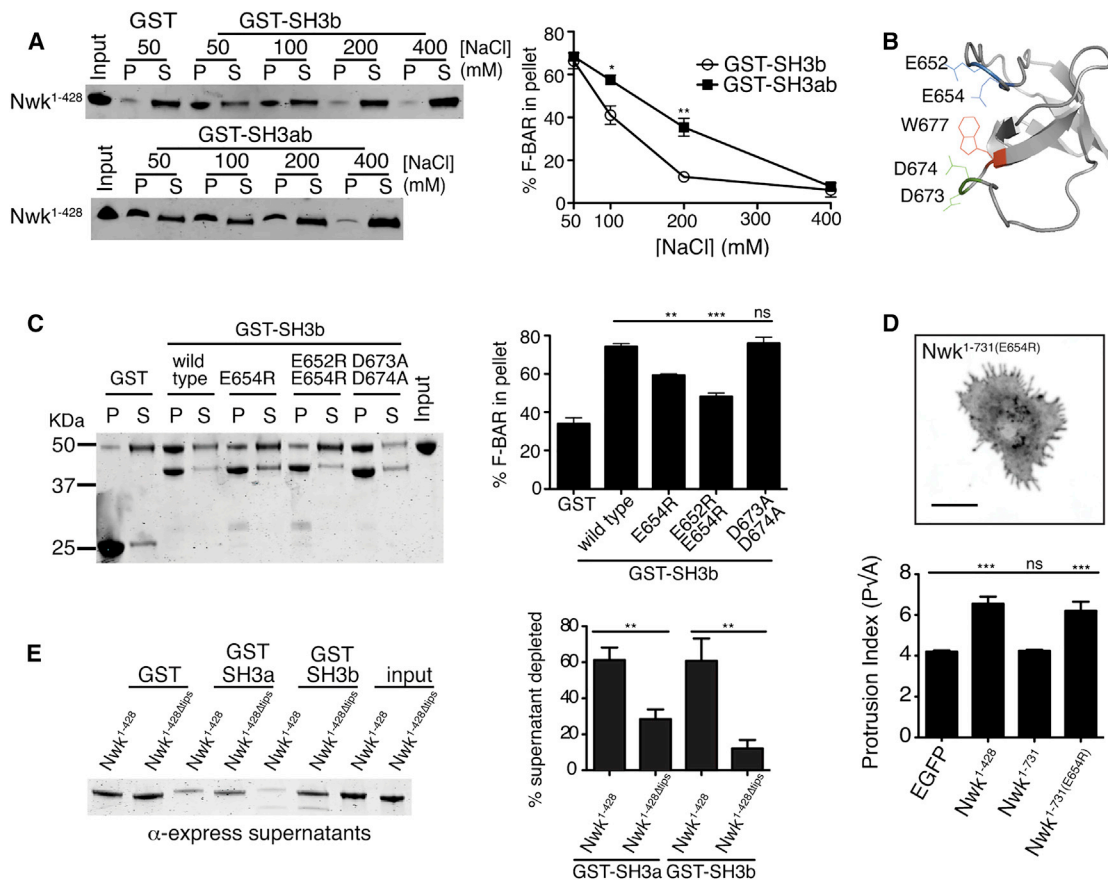 A
GST GST-SH3b
50 50 100 200 400 [NaCl]
Input P S P S P S P S P S (mM)
Nwk1-428
GST-SH3ab
50 100 200 400 [NaCl]
Input P S P S P S P S (mM)
Nwk1-428
% F-BAR in pellet
80
60
40
20
0
50 100 200 300 400
[NaCl] (mM)
GST-SH3b
GST-SH3ab
*
**
B
E652
E654
W677
D674
D673
C
GST-SH3b
GST wild type E654R E652R E654R D673A D674A Input
KDa P S P S P S P S P S
50
37
25
% F-BAR in pellet
80
60
40
20
0
** *** ns
GST wild type E654R E652R E654R D673A D674A
GST-SH3b
D
Nwk1-731(E654R)
Protrusion Index (P√A)
8
6
4
2
0
*** ns ***
EGFP Nwk1-428 Nwk1-731 Nwk1-731(E654R)
E
GST GST SH3a GST SH3b input
Nwk1-428 Nwk1-428Δtips Nwk1-428 Nwk1-428Δtips Nwk1-428 Nwk1-428Δtips Nwk1-428 Nwk1-428Δtips
α-express supernatants
% supernatant depleted
80
60
40
20
0
** **
Nwk1-428 Nwk1-428Δtips Nwk1-428 Nwk1-428Δtips
GST-SH3a GST-SH3b